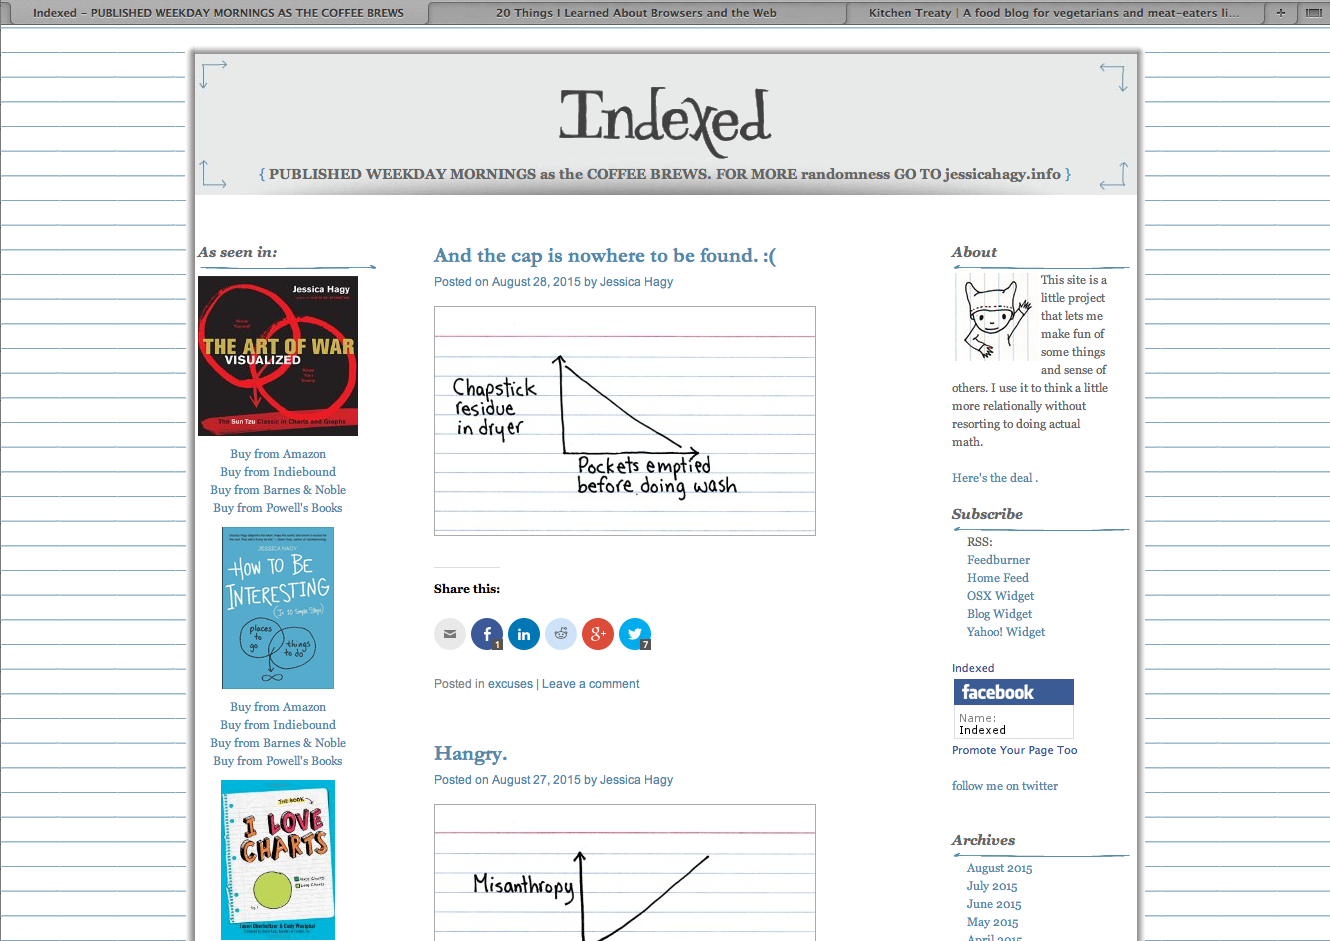 Indexed – PUBLISHED WEEKDAY MORNINGS AS THE COFFEE BREWS
20 Things I Learned About Browsers and the Web
Kitchen Treaty | A food blog for vegetarians and meat-eaters li...
Indexed
{ PUBLISHED WEEKDAY MORNINGS as the COFFEE BREWS. FOR MORE randomness GO TO jessicahagy.info }
As seen in:
Jessica Hagy
THE ART OF WAR
VISUALIZED
The Sun Tzu Classic in Charts and Graphs
Buy from Amazon
Buy from Indiebound
Buy from Barnes & Noble
Buy from Powell's Books
JESSICA HAGY
HOW TO BE
INTERESTING
(In 10 Simple Steps)
places
to
go
things
to do
Buy from Amazon
Buy from Indiebound
Buy from Barnes & Noble
Buy from Powell's Books
THE BOOK
I LOVE
CHARTS
Jason Oberholtzer & Cody Westphal
And the cap is nowhere to be found. :(
Posted on August 28, 2015 by Jessica Hagy
Chapstick
residue
in dryer
Pockets emptied
before doing wash
Share this:
1
7
Posted in excuses | Leave a comment
Hangry.
Posted on August 27, 2015 by Jessica Hagy
Misanthropy
About
This site is a
little project
that lets me
make fun of
some things
and sense of
others. I use it to think a little
more relationally without
resorting to doing actual
math.
Here's the deal .
Subscribe
RSS:
Feedburner
Home Feed
OSX Widget
Blog Widget
Yahoo! Widget
Indexed
facebook
Name:
Indexed
Promote Your Page Too
follow me on twitter
Archives
August 2015
July 2015
June 2015
May 2015
April 2015